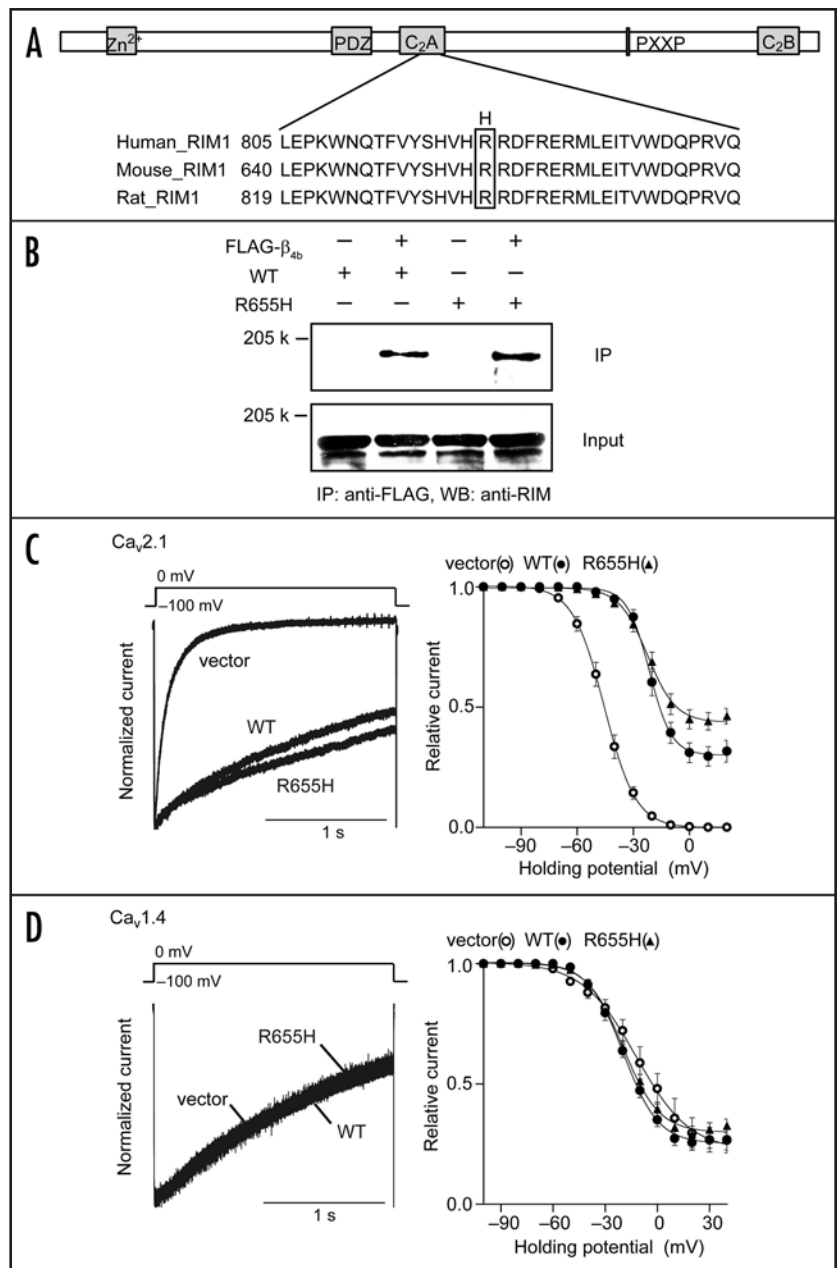 A
Zn²⁺ PDZ C₂A PXXP C₂B
H
Human_RIM1 805 LEPKWNQTFVYSHVHRRDFRERMLEITVWDQPRVQ
Mouse_RIM1 640 LEPKWNQTFVYSHVHRRDFRERMLEITVWDQPRVQ
Rat_RIM1 819 LEPKWNQTFVYSHVHRRDFRERMLEITVWDQPRVQ
B
FLAG-β₄b − + − +
WT + + − −
R655H − − + +
205 k
IP
205 k
Input
IP: anti-FLAG, WB: anti-RIM
C
Caᵥ2.1
0 mV
−100 mV
vector
WT
R655H
Normalized current
1 s
vector(○) WT(●) R655H(▲)
1.0
0.5
0.0
Relative current
−90 −60 −30 0
Holding potential (mV)
D
Caᵥ1.4
0 mV
−100 mV
R655H
vector
WT
Normalized current
1 s
vector(○) WT(●) R655H(▲)
1.0
0.5
0.0
Relative current
−90 −60 −30 0 30
Holding potential (mV)